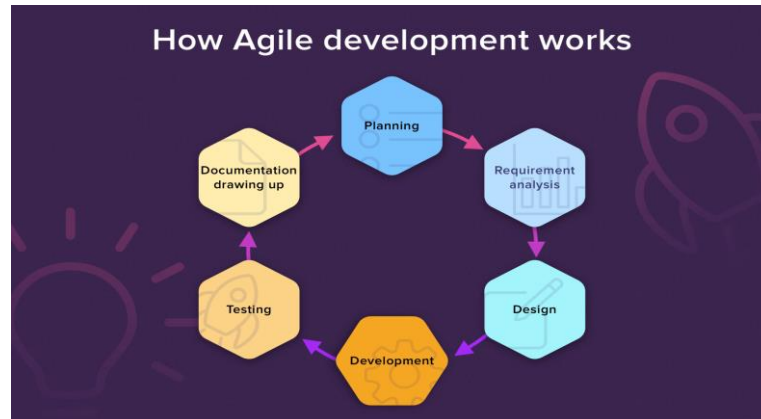 How Agile development works
Planning
Requirement
analysis
Design
Development
Testing
Documentation
drawing up